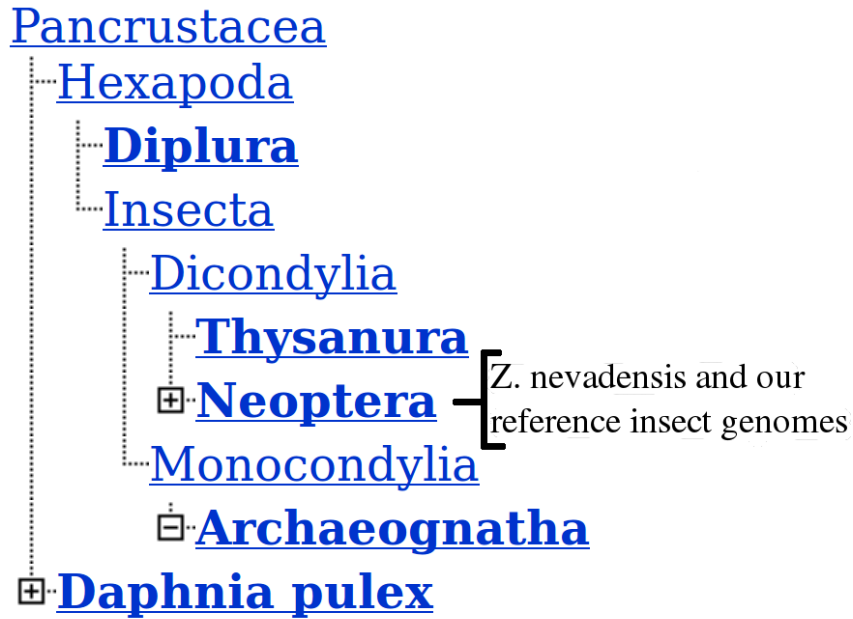 Pancrustacea
Hexapoda
Diplura
Insecta
Dicondylia
Thysanura
Neoptera
Z. nevadensis and our
reference insect genomes
Monocondylia
Archaeognatha
Daphnia pulex